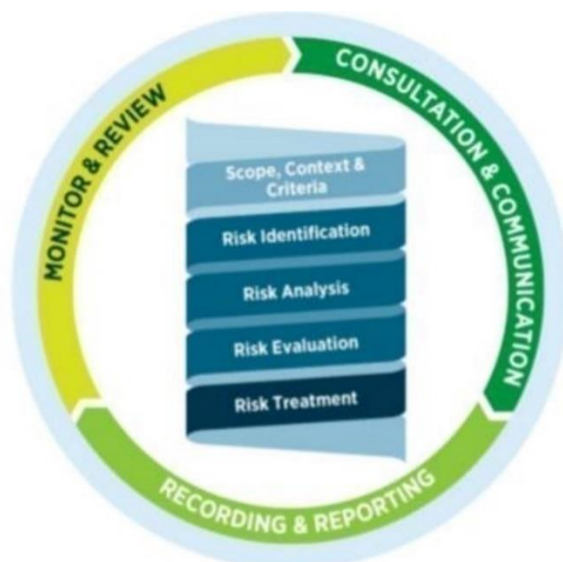 MONITOR & REVIEW
CONSULTATION & COMMUNICATION
Scope, Context &
Criteria
Risk Identification
Risk Analysis
Risk Evaluation
Risk Treatment
RECORDING & REPORTING